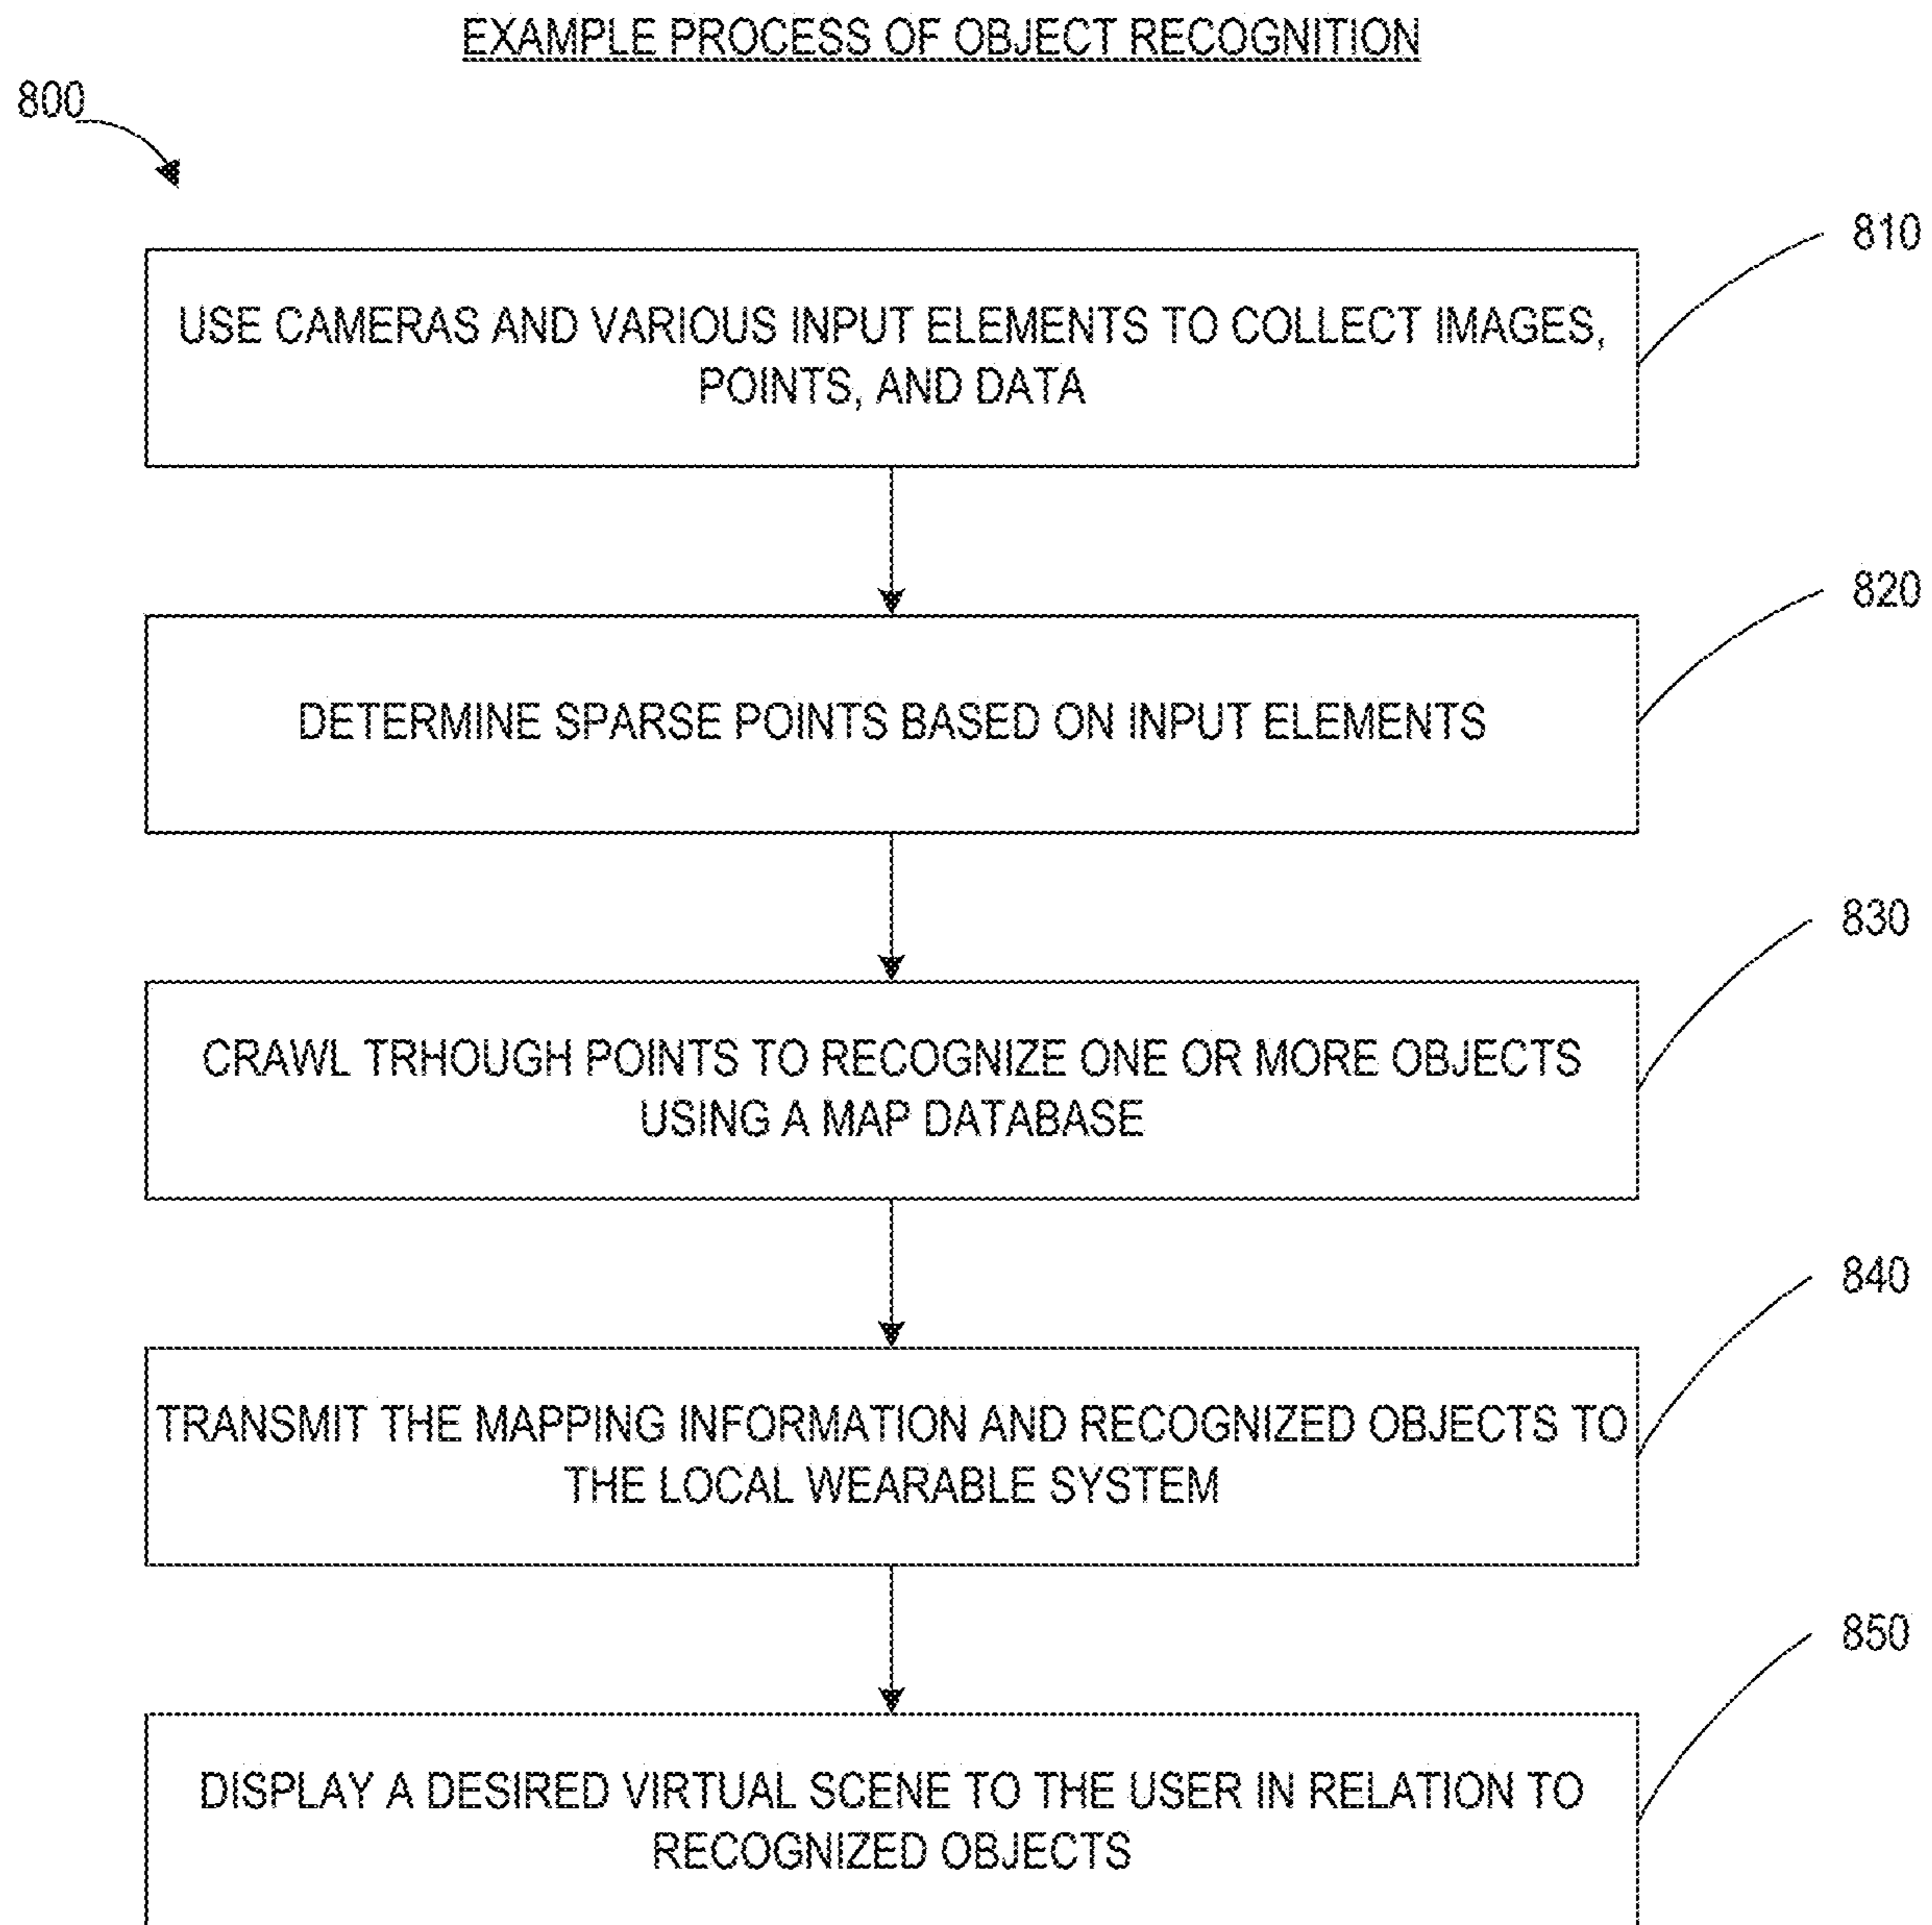 EXAMPLE PROCESS OF OBJECT RECOGNITION
800
810
USE CAMERAS AND VARIOUS INPUT ELEMENTS TO COLLECT IMAGES,
POINTS, AND DATA
820
DETERMINE SPARSE POINTS BASED ON INPUT ELEMENTS
830
CRAWL TRHOUGH POINTS TO RECOGNIZE ONE OR MORE OBJECTS
USING A MAP DATABASE
840
TRANSMIT THE MAPPING INFORMATION AND RECOGNIZED OBJECTS TO
THE LOCAL WEARABLE SYSTEM
850
DISPLAY A DESIRED VIRTUAL SCENE TO THE USER IN RELATION TO
RECOGNIZED OBJECTS